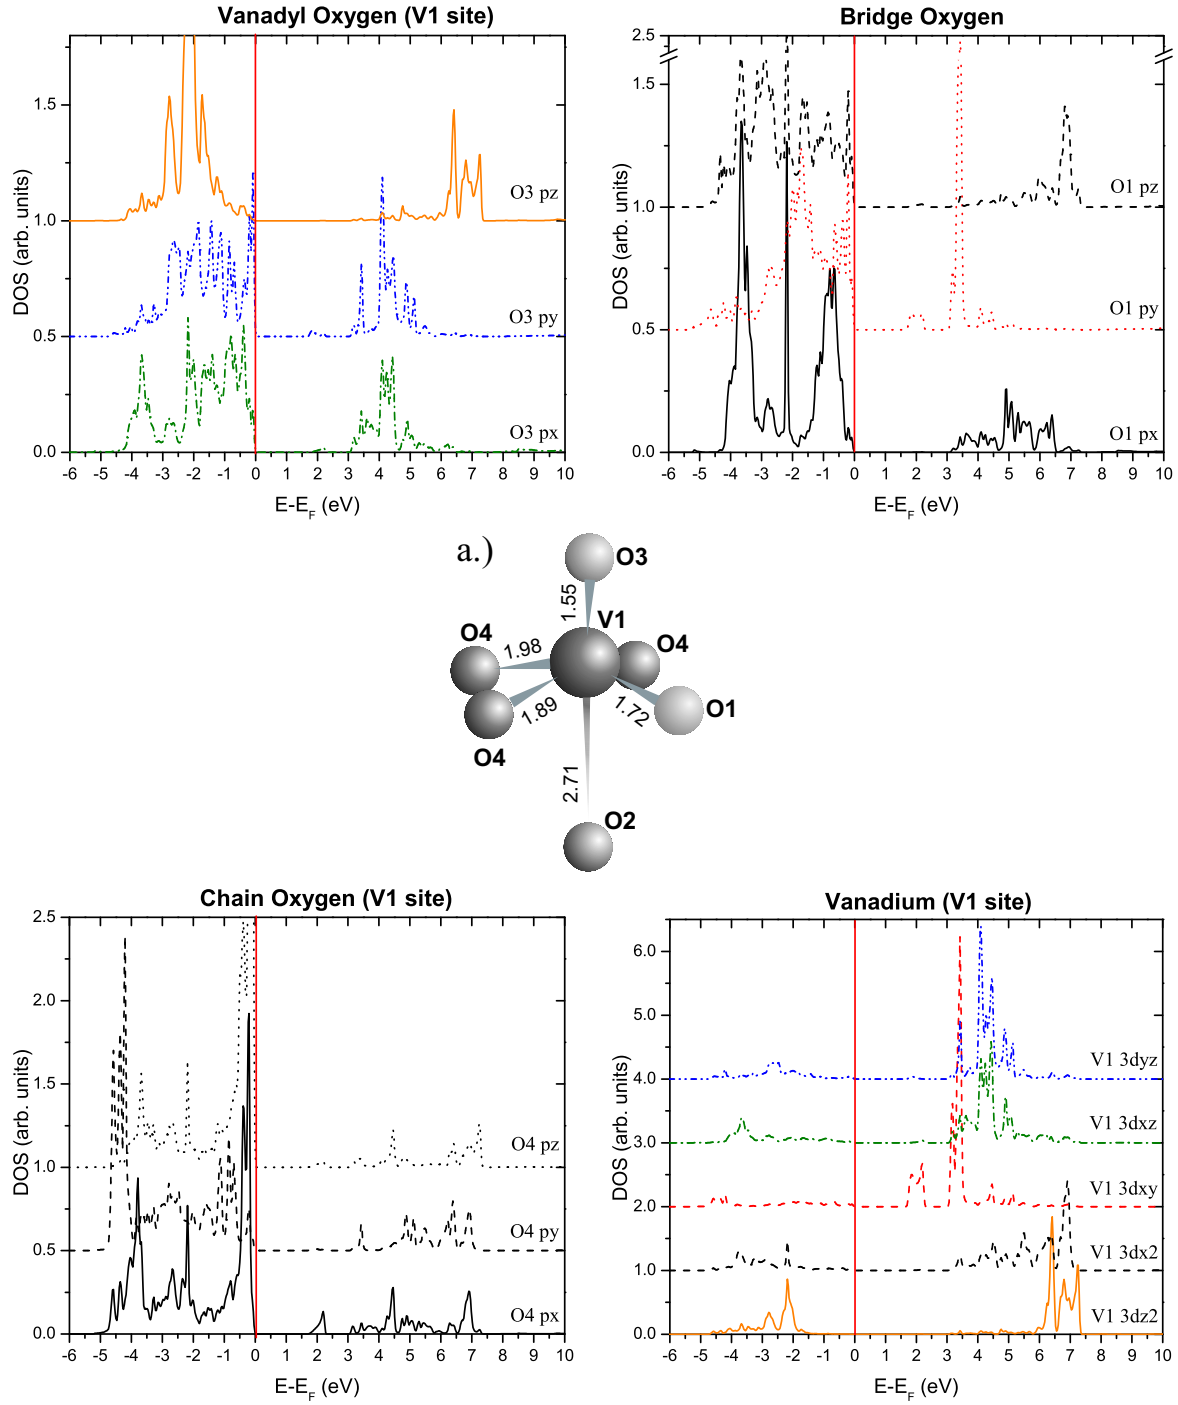 Vanadyl Oxygen (V1 site)
DOS (arb. units)
1.5
1.0
0.5
0.0
O3 pz
O3 py
O3 px
-6 -5 -4 -3 -2 -1 0 1 2 3 4 5 6 7 8 9 10
E-E_F (eV)
Bridge Oxygen
DOS (arb. units)
2.5
1.5
1.0
0.5
0.0
O1 pz
O1 py
O1 px
-6 -5 -4 -3 -2 -1 0 1 2 3 4 5 6 7 8 9 10
E-E_F (eV)
a.)
O3
1.55
V1
O4
1.98
O4
1.89
O4
1.72
O1
2.71
O2
Chain Oxygen (V1 site)
DOS (arb. units)
2.5
2.0
1.5
1.0
0.5
0.0
O4 pz
O4 py
O4 px
-6 -5 -4 -3 -2 -1 0 1 2 3 4 5 6 7 8 9 10
E-E_F (eV)
Vanadium (V1 site)
DOS (arb. units)
6.0
5.0
4.0
3.0
2.0
1.0
0.0
V1 3dyz
V1 3dxz
V1 3dxy
V1 3dx2
V1 3dz2
-6 -5 -4 -3 -2 -1 0 1 2 3 4 5 6 7 8 9 10
E-E_F (eV)